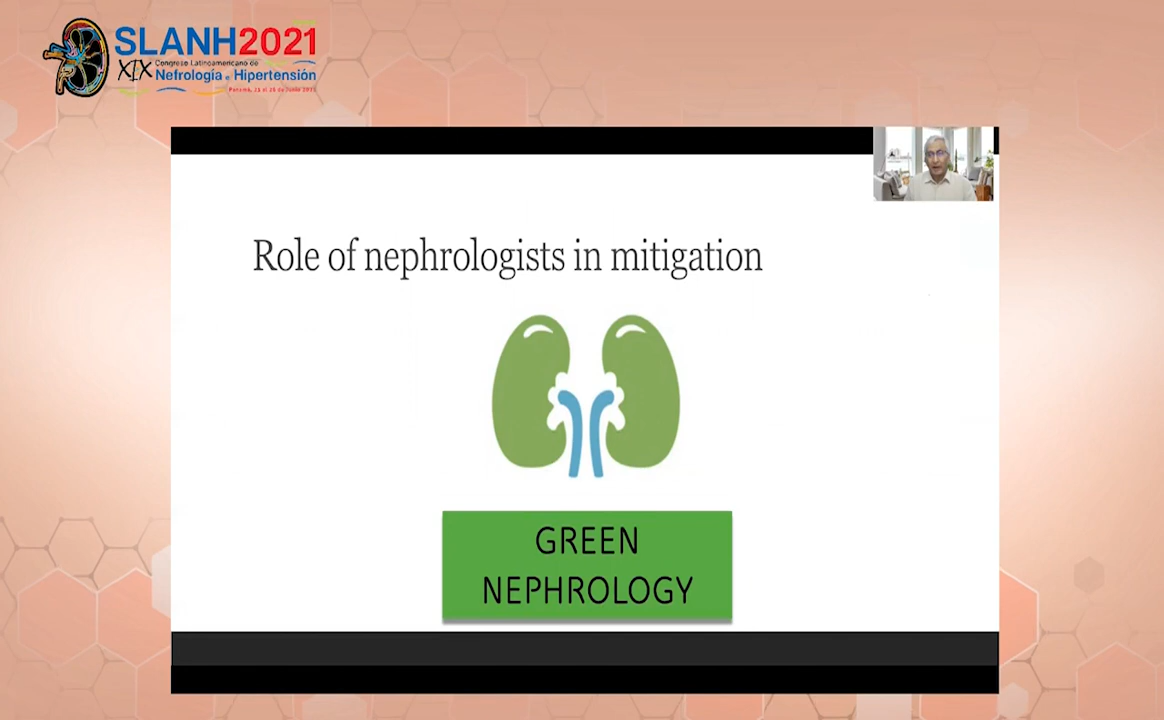 SLANH2021
XIX
Congreso Latinoamericano de
Nefrología e Hipertensión
Role of nephrologists in mitigation
GREEN
NEPHROLOGY